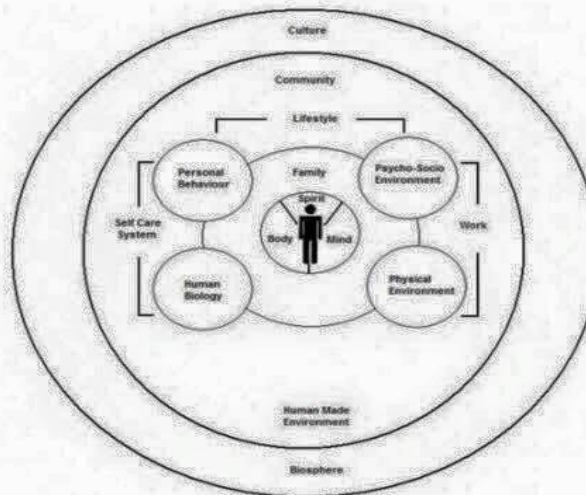 Culture
Community
Lifestyle
Personal
Behaviour
Family
Psycho-Socio
Environment
Spirit
Self Care
System
Body
Mind
Work
Human
Biology
Physical
Environment
Human Made
Environment
Biosphere